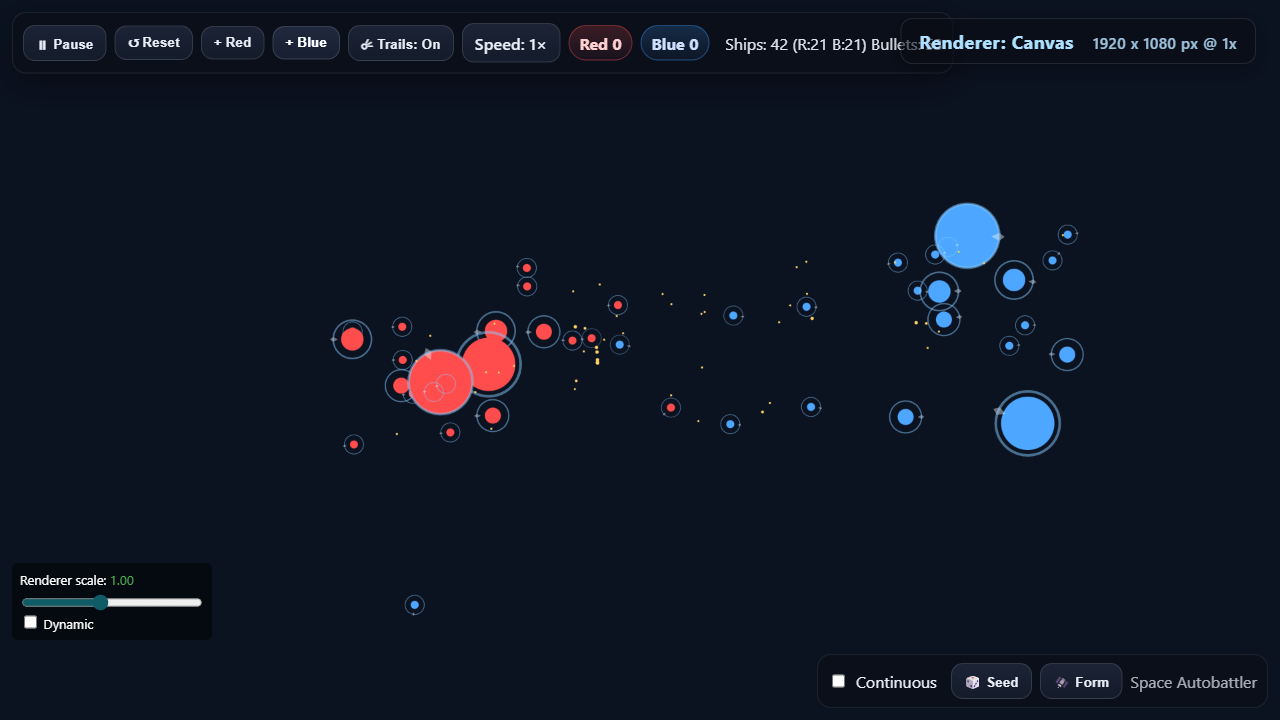 ⏸ Pause
↺ Reset
+ Red
+ Blue
☄ Trails: On
Speed: 1×
Red 0
Blue 0
Ships: 42 (R:21 B:21) Bullets:
Renderer: Canvas
1920 x 1080 px @ 1x
Renderer scale: 1.00
Dynamic
Continuous
🎲 Seed
🛰 Form
Space Autobattler